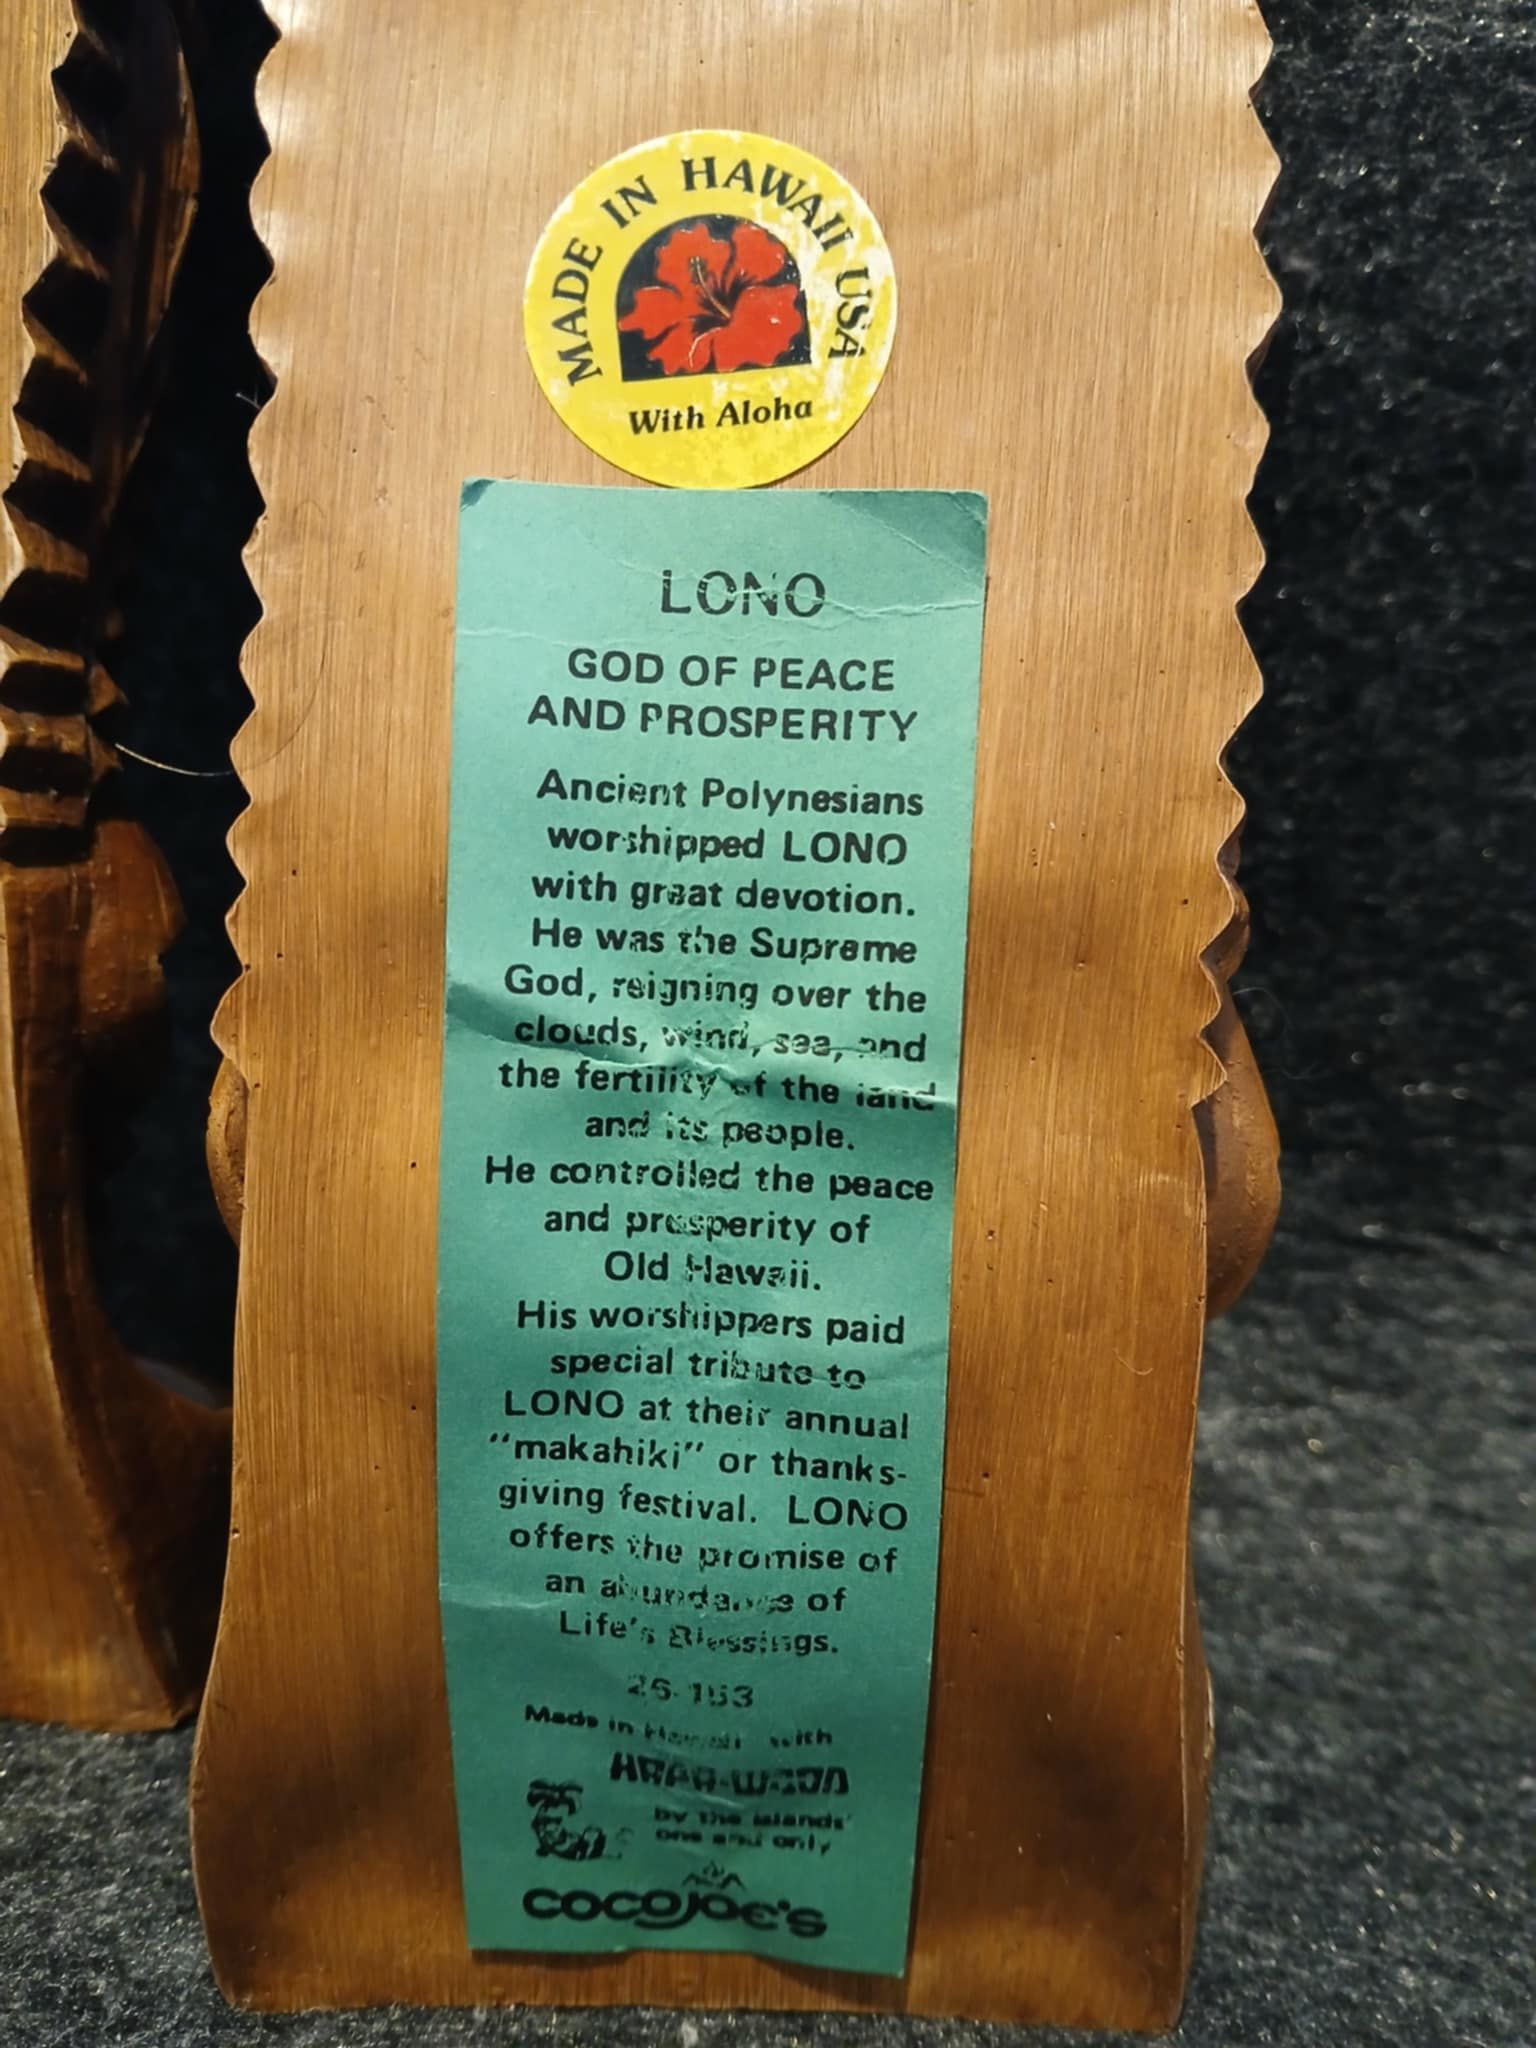 MADE IN HAWAII USA
With Aloha
LONO
GOD OF PEACE
AND PROSPERITY
Ancient Polynesians
worshipped LONO
with great devotion.
He was the Supreme
God, reigning over the
clouds, wind, sea, and
the fertility of the land
and its people.
He controlled the peace
and prosperity of
Old Hawaii.
His worshippers paid
special tribute to
LONO at their annual
"makahiki" or thanks-
giving festival. LONO
offers the promise of
an abundance of
Life's Blessings.
26-153
Made in Hawaii with
HAPA-WOOD
by the islands'
one and only
COCOJOE'S